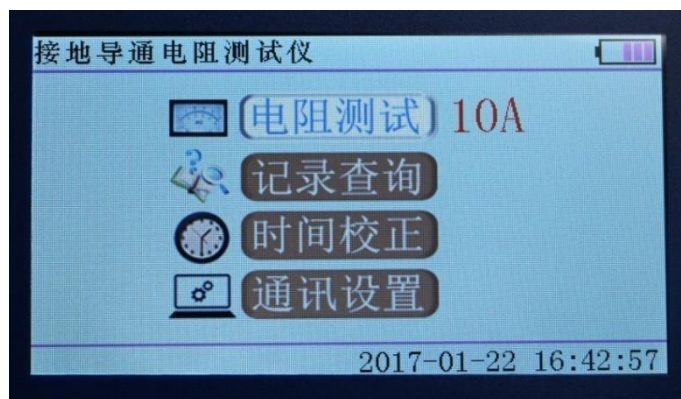 接地导通电阻测试仪
电阻测试 10A
记录查询
时间校正
通讯设置
2017-01-22 16:42:57